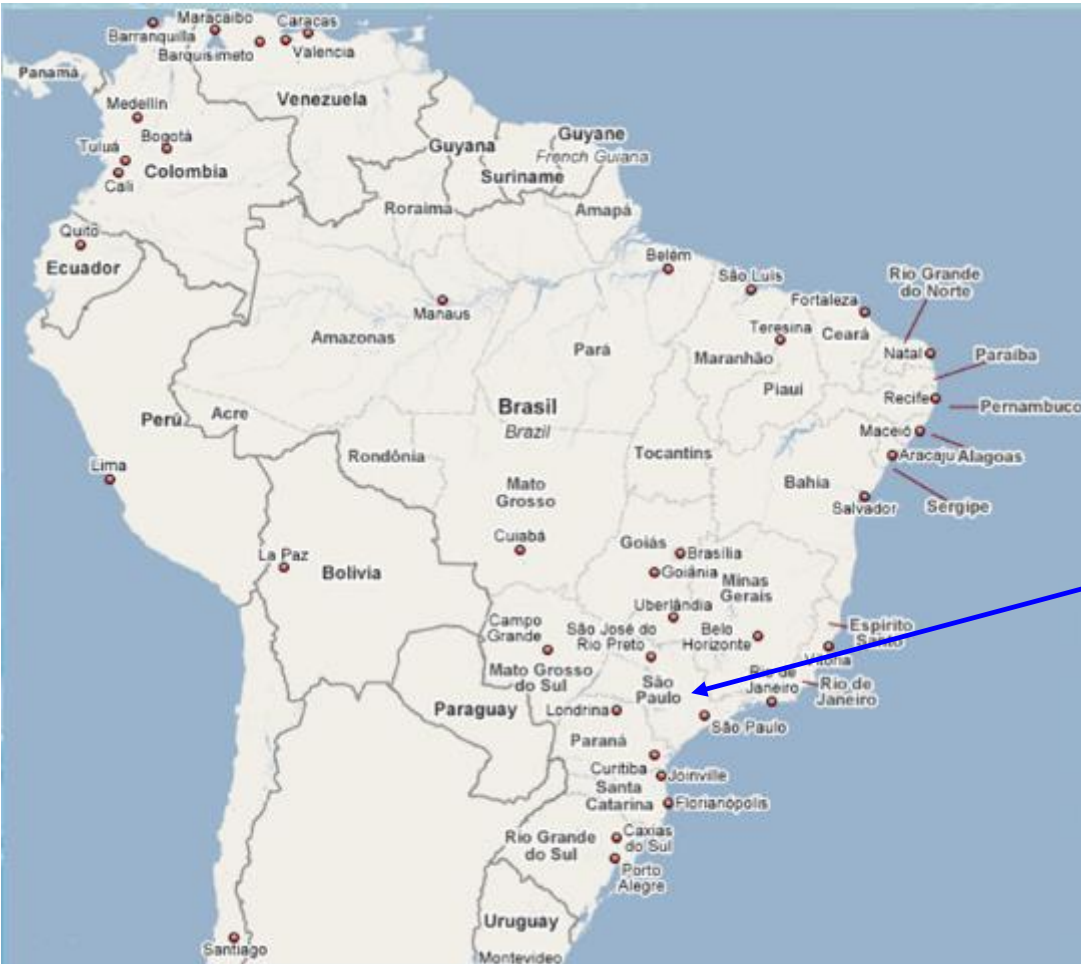 Maracaibo
Caracas
Barranquilla
Barquisimeto
Valencia
Panamá
Venezuela
Medellín
Guyana
Guyane
French Guiana
Tuluá
Bogotá
Colombia
Suriname
Cali
Roraima
Amapá
Quito
Ecuador
Belém
São Luís
Rio Grande
do Norte
Fortaleza
Manaus
Amazonas
Pará
Teresina
Ceará
Maranhão
Natal
Paraíba
Piauí
Perú
Acre
Brasil
Brazil
Recife
Pernambuco
Maceió
Lima
Rondônia
Tocantins
Aracaju
Alagoas
Mato
Grosso
Bahia
Salvador
Sergipe
Cuiabá
Goiás
Brasília
La Paz
Bolivia
Goiânia
Minas
Gerais
Uberlândia
Campo
Grande
São José do
Rio Preto
Belo
Horizonte
Espírito
Santo
Vitória
Mato Grosso
do Sul
São
Paulo
Rio de
Janeiro
Rio de
Janeiro
Paraguay
Londrina
São Paulo
Paraná
Curitiba
Joinville
Santa
Catarina
Florianópolis
Rio Grande
do Sul
Caxias
do Sul
Porto
Alegre
Uruguay
Santiago
Montevideo